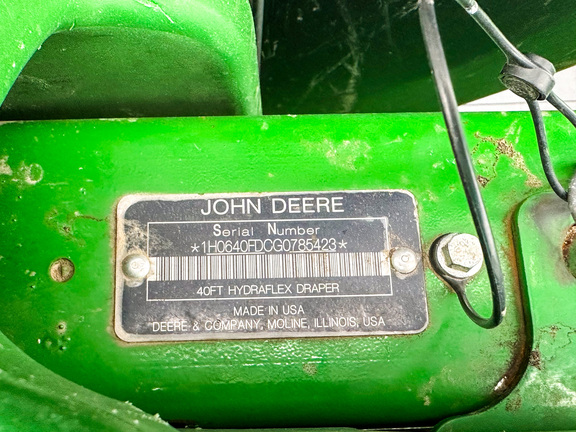 JOHN DEERE
Serial Number
*1H0640FDCG0785423*
40FT HYDRAFLEX DRAPER
MADE IN USA
DEERE & COMPANY, MOLINE, ILLINOIS, USA